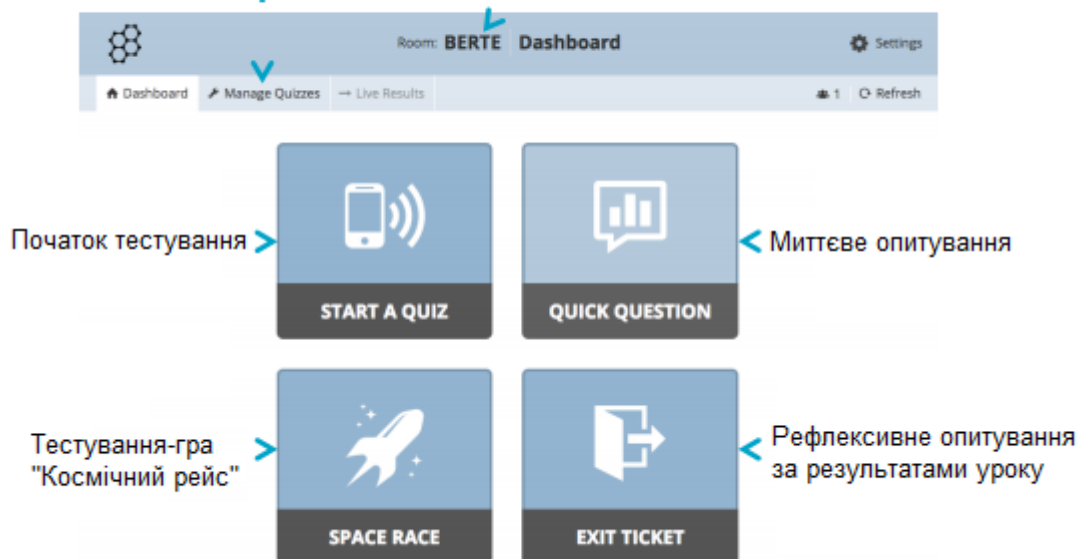 Room: BERTE Dashboard Settings
Dashboard Manage Quizzes → Live Results 1 Refresh
Початок тестування
START A QUIZ
QUICK QUESTION
Миттєве опитування
Тестування-гра
"Космічний рейс"
SPACE RACE
EXIT TICKET
Рефлексивне опитування
за результатами уроку